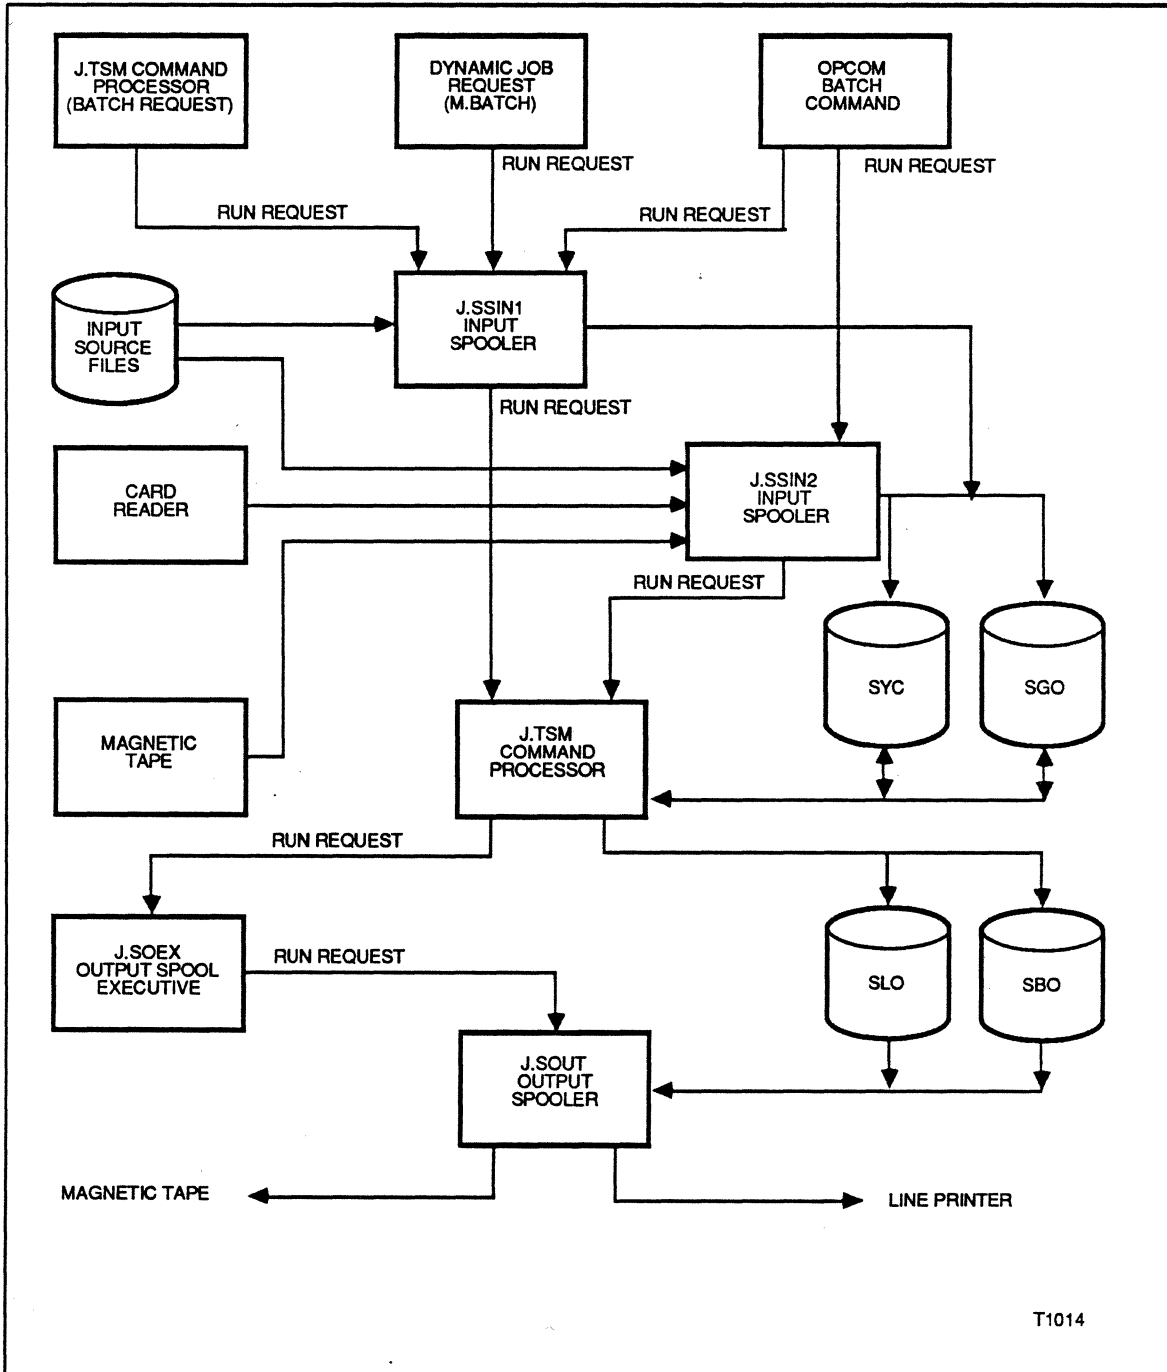 J.TSM COMMAND
PROCESSOR
(BATCH REQUEST)
DYNAMIC JOB
REQUEST
(M.BATCH)
OPCOM
BATCH
COMMAND
RUN REQUEST
RUN REQUEST
RUN REQUEST
RUN REQUEST
INPUT
SOURCE
FILES
J.SSIN1
INPUT
SPOOLER
RUN REQUEST
CARD
READER
J.SSIN2
INPUT
SPOOLER
RUN REQUEST
SYC
SGO
MAGNETIC
TAPE
J.TSM
COMMAND
PROCESSOR
RUN REQUEST
J.SOEX
OUTPUT SPOOL
EXECUTIVE
RUN REQUEST
SLO
SBO
J.SOUT
OUTPUT
SPOOLER
MAGNETIC TAPE
LINE PRINTER
T1014